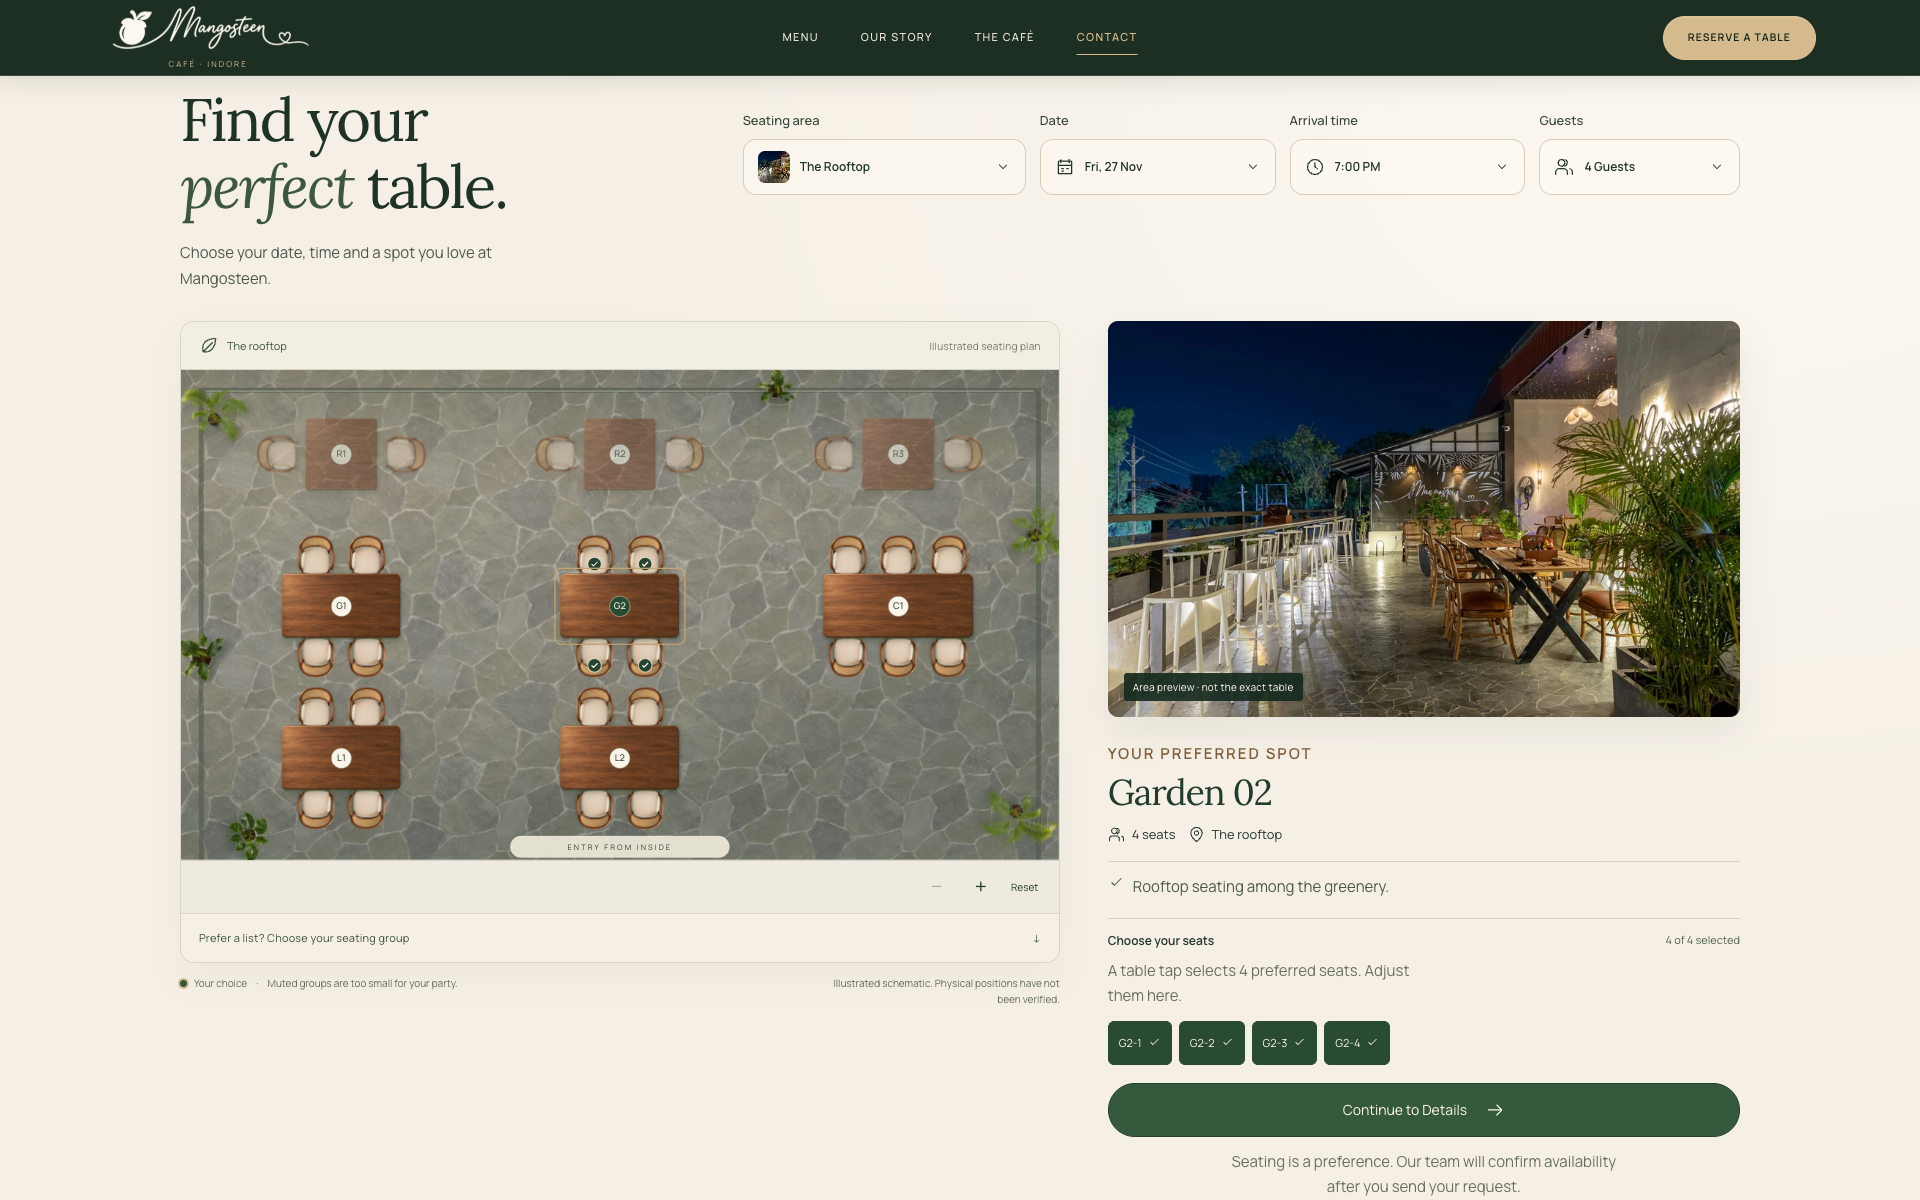 Mangosteen
CAFÉ · INDORE
MENU
OUR STORY
THE CAFÉ
CONTACT
RESERVE A TABLE
Find your
perfect table.
Choose your date, time and a spot you love at
Mangosteen.
Seating area
The Rooftop
Date
Fri, 27 Nov
Arrival time
7:00 PM
Guests
4 Guests
The rooftop
Illustrated seating plan
R1
R2
R3
G1
G2
C1
L1
L2
ENTRY FROM INSIDE
− + Reset
Prefer a list? Choose your seating group ↓
Your choice · Muted groups are too small for your party.
Illustrated schematic. Physical positions have not
been verified.
Mangosteen
Area preview · not the exact table
YOUR PREFERRED SPOT
Garden 02
4 seats
The rooftop
Rooftop seating among the greenery.
Choose your seats
4 of 4 selected
A table tap selects 4 preferred seats. Adjust
them here.
G2-1
G2-2
G2-3
G2-4
Continue to Details →
Seating is a preference. Our team will confirm availability
after you send your request.